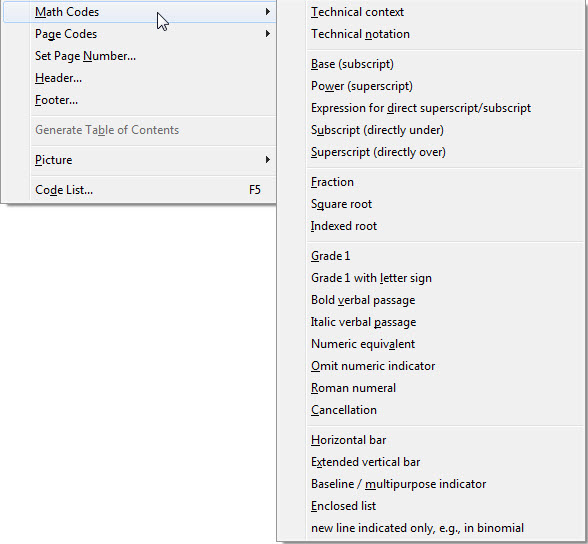 Math Codes
Page Codes
Set Page Number...
Header...
Footer...
Generate Table of Contents
Picture
Code List... F5
Technical context
Technical notation
Base (subscript)
Power (superscript)
Expression for direct superscript/subscript
Subscript (directly under)
Superscript (directly over)
Fraction
Square root
Indexed root
Grade 1
Grade 1 with letter sign
Bold verbal passage
Italic verbal passage
Numeric equivalent
Omit numeric indicator
Roman numeral
Cancellation
Horizontal bar
Extended vertical bar
Baseline / multipurpose indicator
Enclosed list
new line indicated only, e.g., in binomial